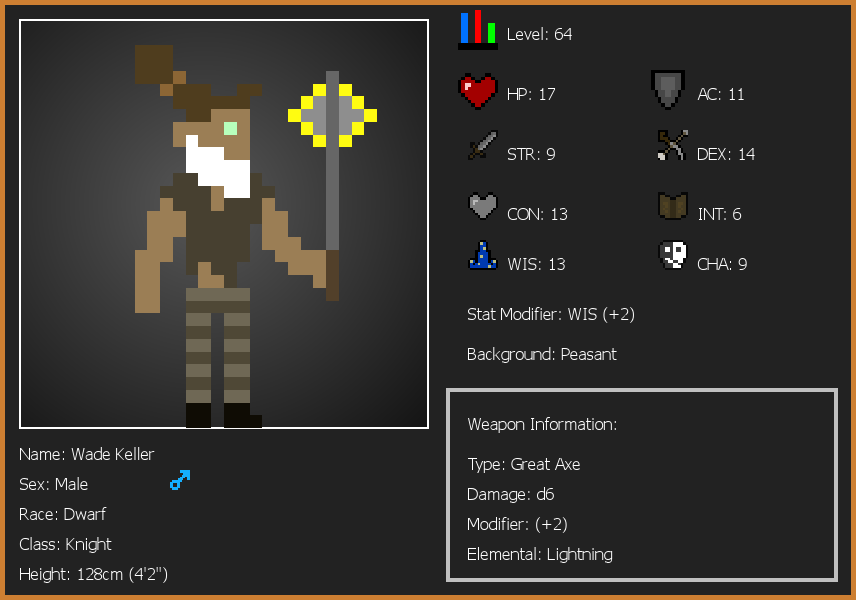 Level: 64
HP: 17
AC: 11
STR: 9
DEX: 14
CON: 13
INT: 6
WIS: 13
CHA: 9
Stat Modifier: WIS (+2)
Background: Peasant
Weapon Information:
Type: Great Axe
Damage: d6
Modifier: (+2)
Elemental: Lightning
Name: Wade Keller
Sex: Male
Race: Dwarf
Class: Knight
Height: 128cm (4'2")